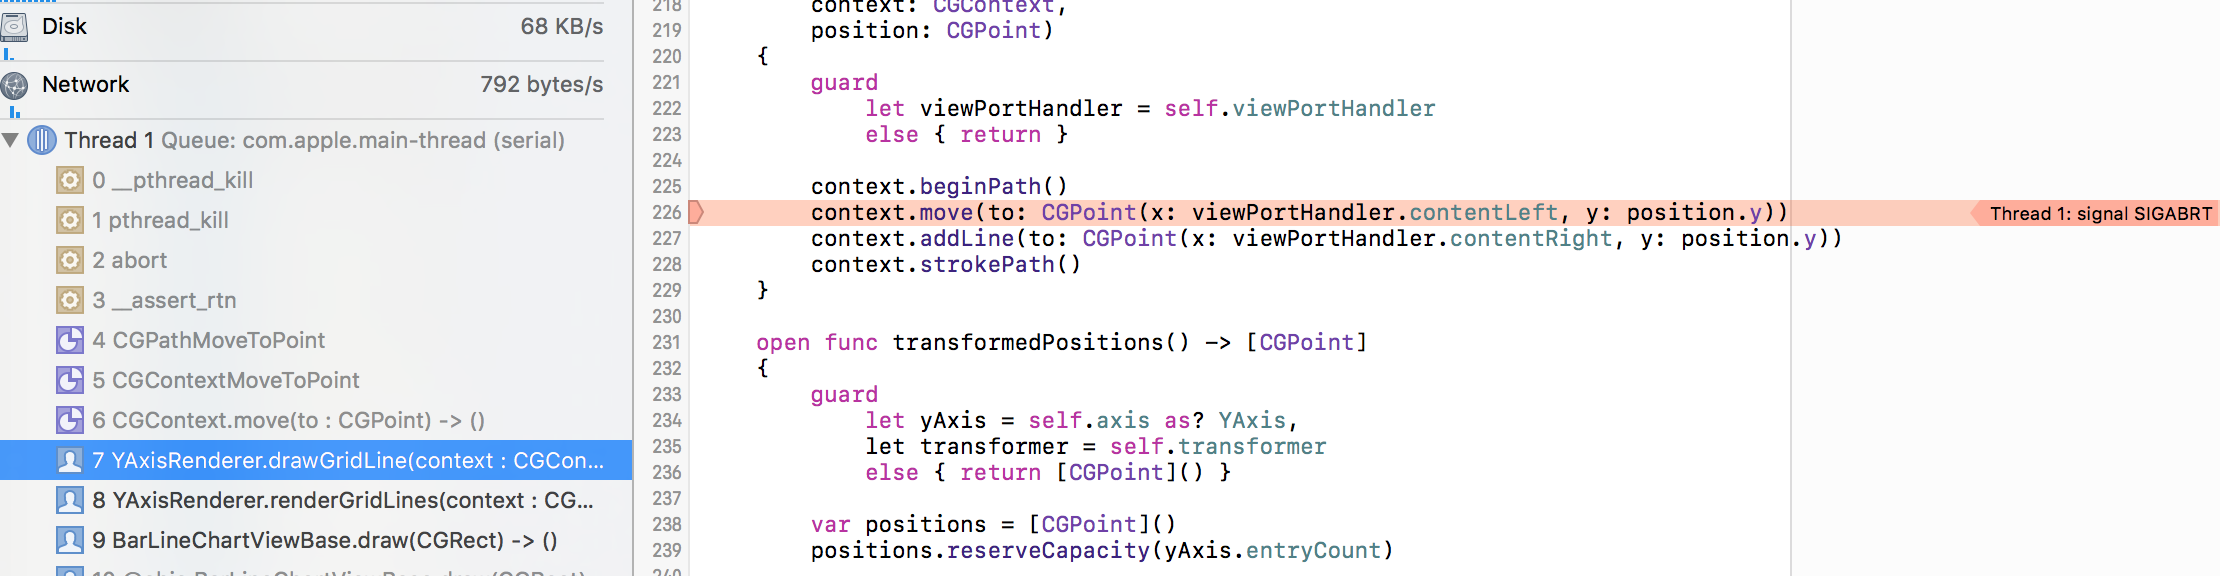 Disk 68 KB/s
Network 792 bytes/s
Thread 1 Queue: com.apple.main-thread (serial)
0 __pthread_kill
1 pthread_kill
2 abort
3 __assert_rtn
4 CGPathMoveToPoint
5 CGContextMoveToPoint
6 CGContext.move(to : CGPoint) -> ()
7 YAxisRenderer.drawGridLine(context : CGCon...
8 YAxisRenderer.renderGridLines(context : CG...
9 BarLineChartViewBase.draw(CGRect) -> ()
10 @objc BarLineChartViewBase.draw(CGRect)
218 context: CGContext,
219 position: CGPoint)
220 {
221 guard
222 let viewPortHandler = self.viewPortHandler
223 else { return }
224
225 context.beginPath()
226 context.move(to: CGPoint(x: viewPortHandler.contentLeft, y: position.y)) Thread 1: signal SIGABRT
227 context.addLine(to: CGPoint(x: viewPortHandler.contentRight, y: position.y))
228 context.strokePath()
229 }
230
231 open func transformedPositions() -> [CGPoint]
232 {
233 guard
234 let yAxis = self.axis as? YAxis,
235 let transformer = self.transformer
236 else { return [CGPoint]() }
237
238 var positions = [CGPoint]()
239 positions.reserveCapacity(yAxis.entryCount)
240